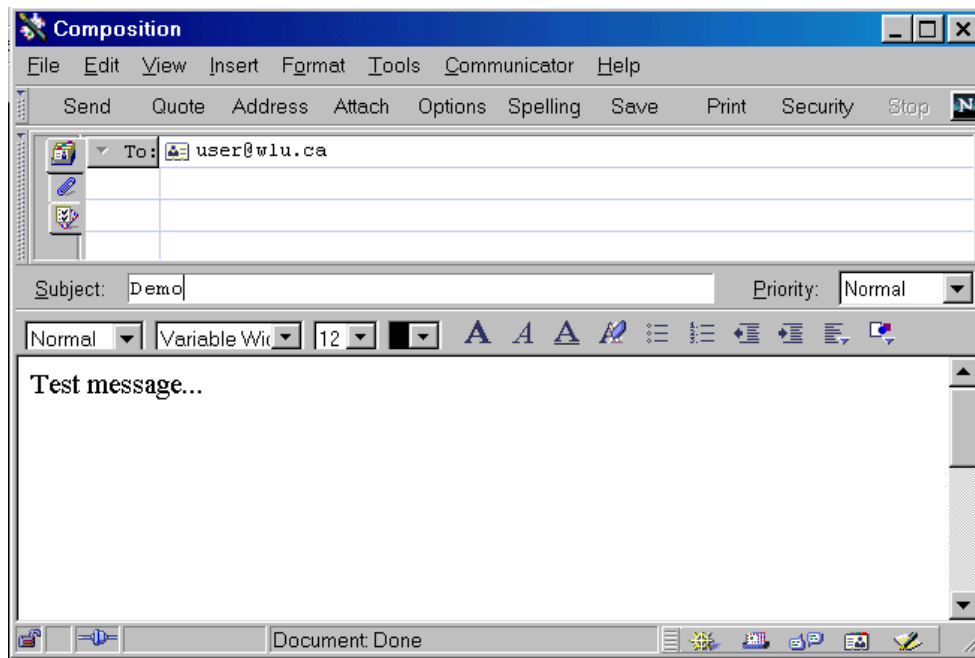 Composition
File Edit View Insert Format Tools Communicator Help
Send Quote Address Attach Options Spelling Save Print Security Stop N
To: user@wlu.ca
Subject: Demo Priority: Normal
Normal Variable Wi 12 A A A A
Test message...
Document: Done